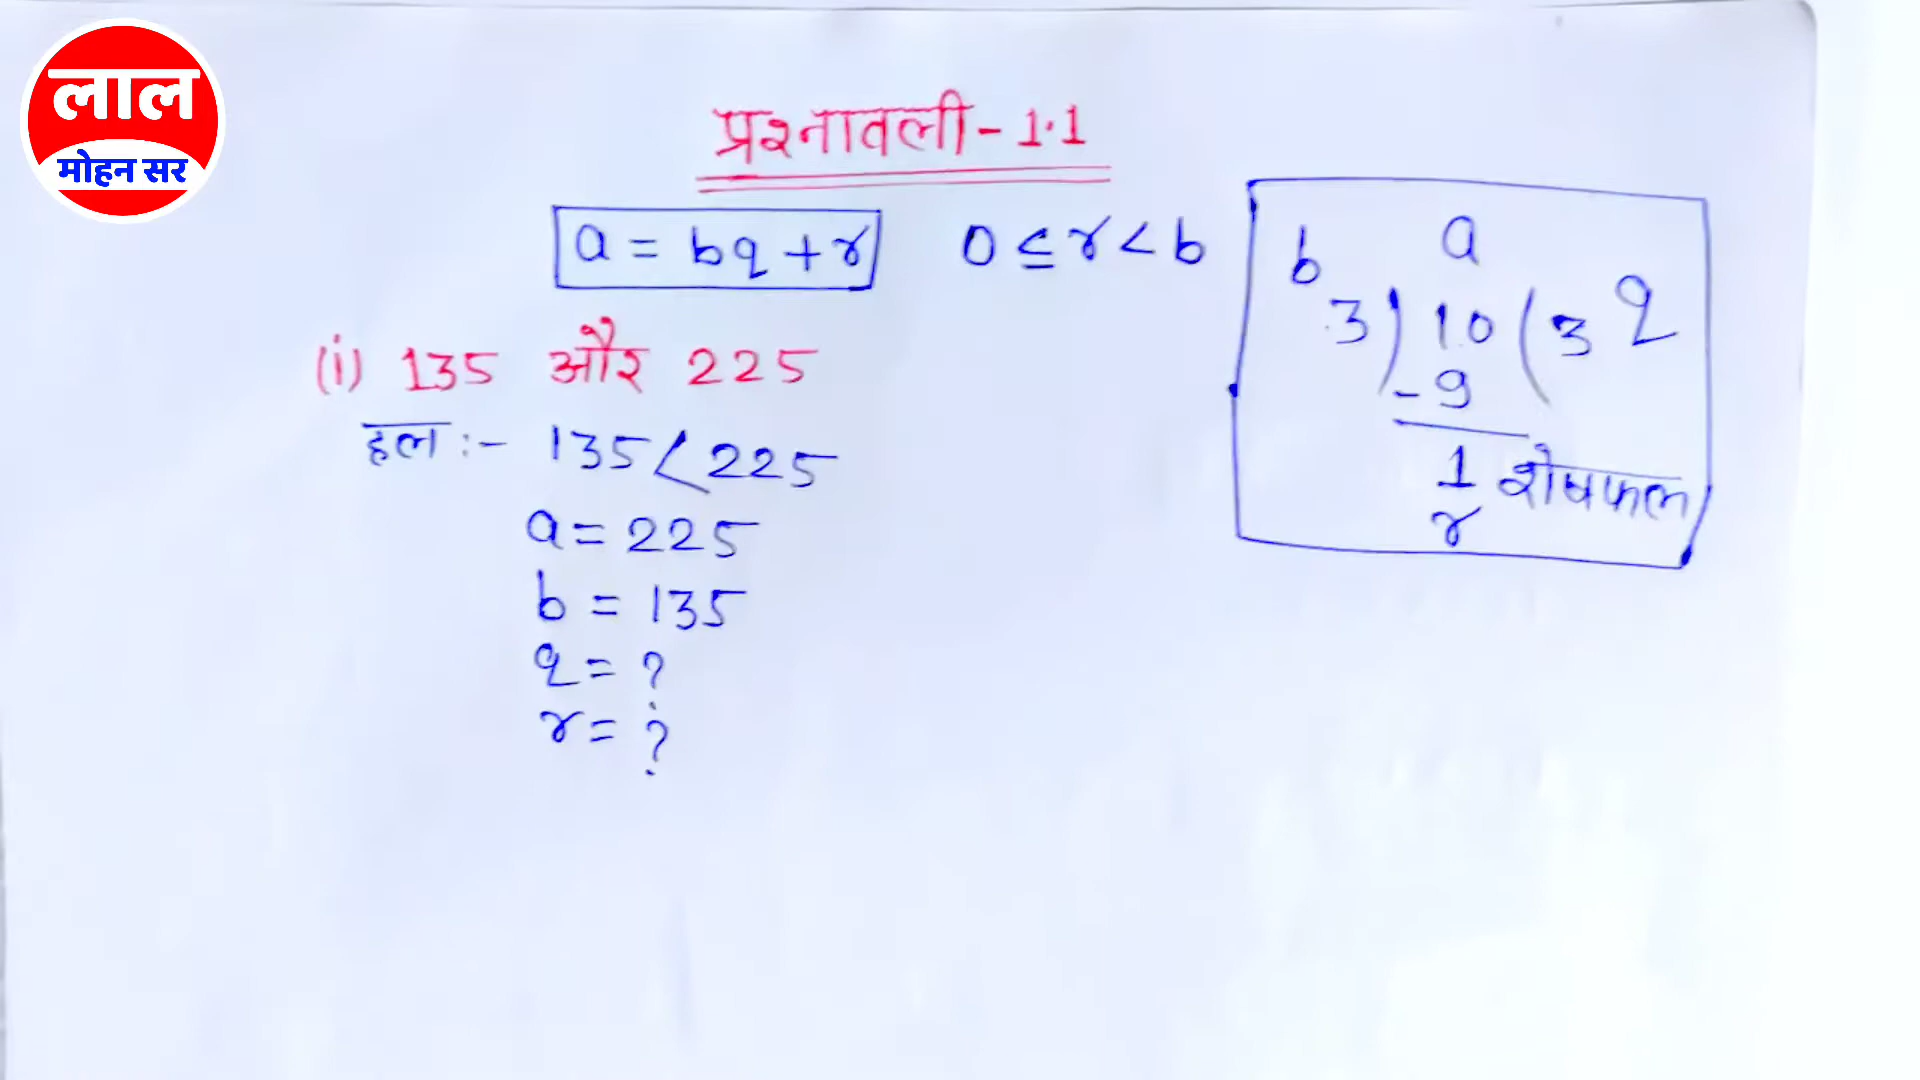 लाल
मोहन सर
प्रश्नावली - 1.1
a = bq + r
0 ≤ r < b
(i) 135 और 225
हल :- 135 < 225
a = 225
b = 135
q = ?
r = ?
b a
3 ) 10 ( 3 q
- 9
1 शेषफल
r